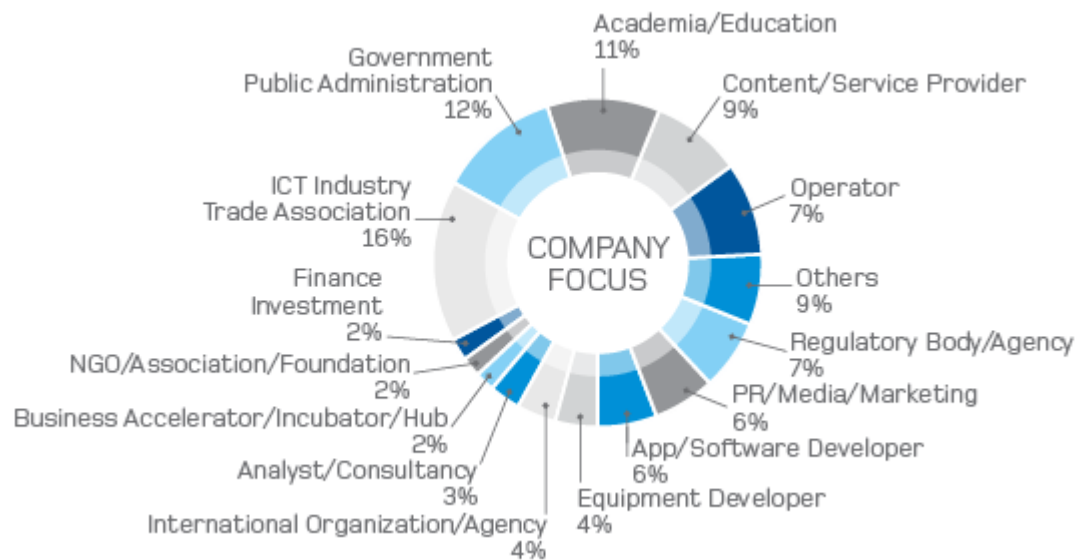 Academia/Education
11%
Government
Public Administration
12%
Content/Service Provider
9%
ICT Industry
Trade Association
16%
Operator
7%
COMPANY
FOCUS
Others
9%
Finance
Investment
2%
Regulatory Body/Agency
7%
NGO/Association/Foundation
2%
PR/Media/Marketing
6%
Business Accelerator/Incubator/Hub
2%
App/Software Developer
6%
Analyst/Consultancy
3%
Equipment Developer
4%
International Organization/Agency
4%